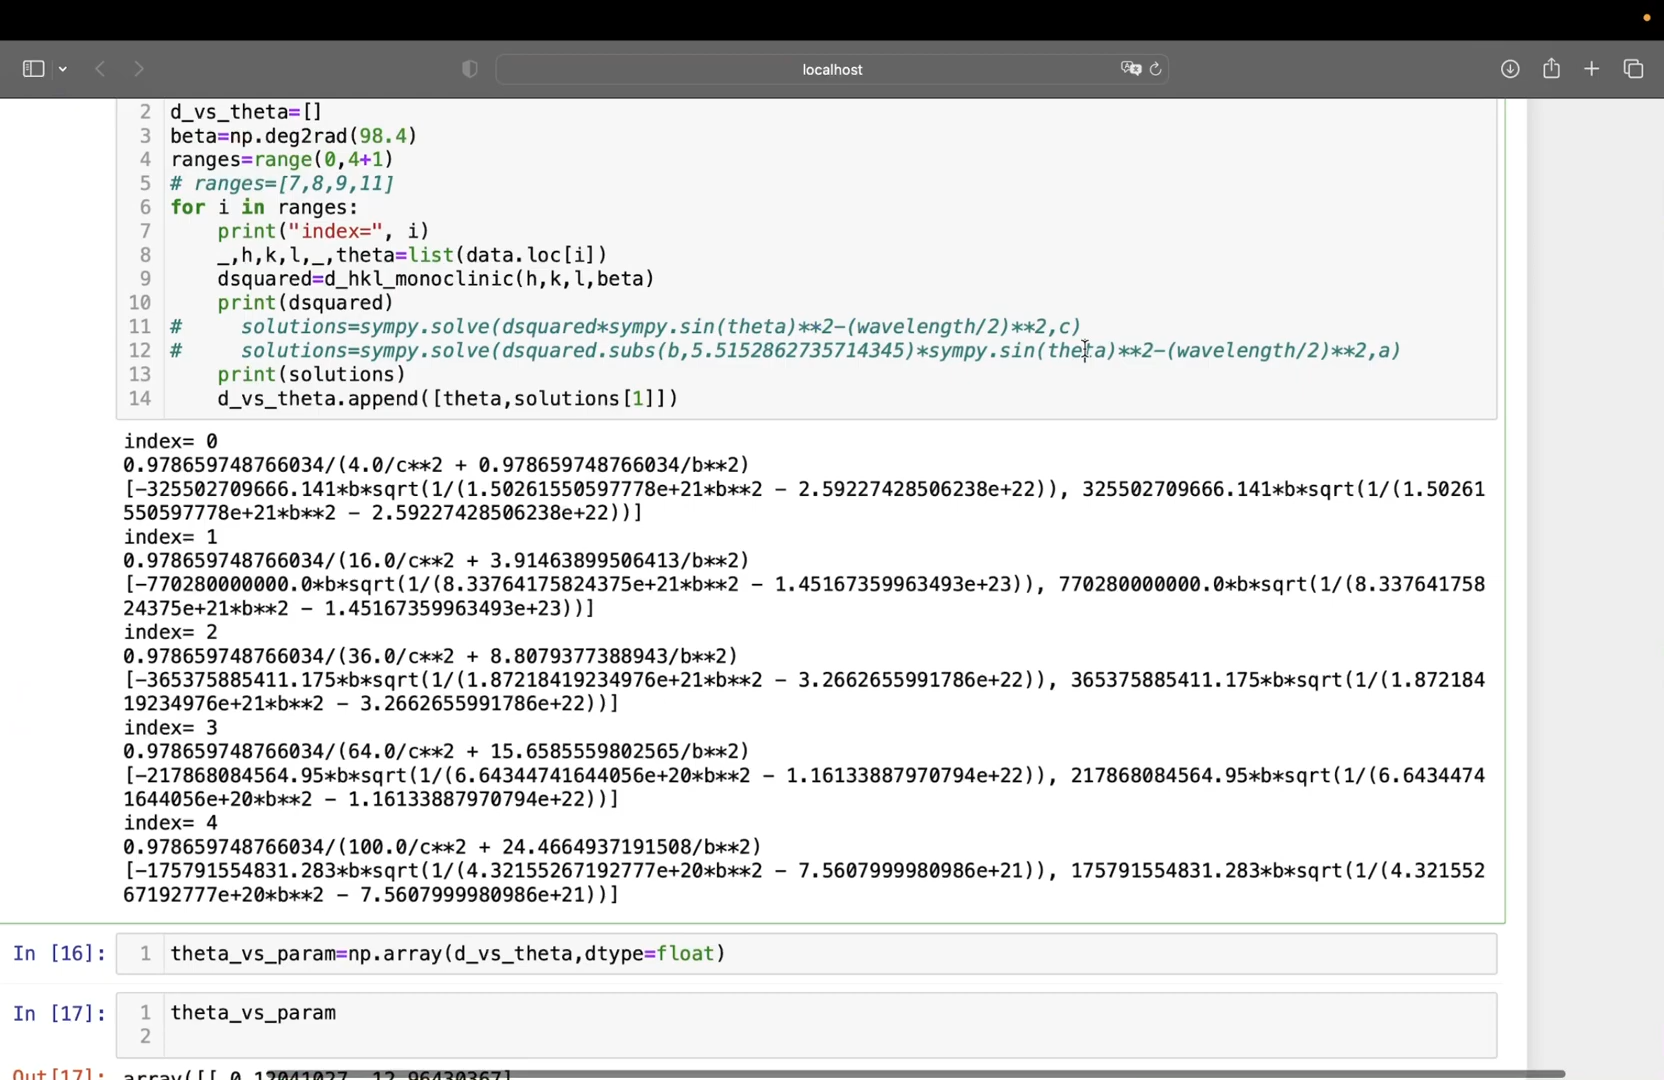 localhost
2 d_vs_theta=[]
3 beta=np.deg2rad(98.4)
4 ranges=range(0,4+1)
5 # ranges=[7,8,9,11]
6 for i in ranges:
7 print("index=", i)
8 _,h,k,l,_,theta=list(data.loc[i])
9 dsquared=d_hkl_monoclinic(h,k,l,beta)
10 print(dsquared)
11 # solutions=sympy.solve(dsquared*sympy.sin(theta)**2-(wavelength/2)**2,c)
12 # solutions=sympy.solve(dsquared.subs(b,5.5152862735714345)*sympy.sin(theta)**2-(wavelength/2)**2,a)
13 print(solutions)
14 d_vs_theta.append([theta,solutions[1]])
index= 0
0.978659748766034/(4.0/c**2 + 0.978659748766034/b**2)
[-325502709666.141*b*sqrt(1/(1.50261550597778e+21*b**2 - 2.59227428506238e+22)), 325502709666.141*b*sqrt(1/(1.50261
550597778e+21*b**2 - 2.59227428506238e+22))]
index= 1
0.978659748766034/(16.0/c**2 + 3.91463899506413/b**2)
[-770280000000.0*b*sqrt(1/(8.33764175824375e+21*b**2 - 1.45167359963493e+23)), 770280000000.0*b*sqrt(1/(8.337641758
24375e+21*b**2 - 1.45167359963493e+23))]
index= 2
0.978659748766034/(36.0/c**2 + 8.8079377388943/b**2)
[-365375885411.175*b*sqrt(1/(1.87218419234976e+21*b**2 - 3.2662655991786e+22)), 365375885411.175*b*sqrt(1/(1.872184
19234976e+21*b**2 - 3.2662655991786e+22))]
index= 3
0.978659748766034/(64.0/c**2 + 15.6585559802565/b**2)
[-217868084564.95*b*sqrt(1/(6.64344741644056e+20*b**2 - 1.16133887970794e+22)), 217868084564.95*b*sqrt(1/(6.6434474
1644056e+20*b**2 - 1.16133887970794e+22))]
index= 4
0.978659748766034/(100.0/c**2 + 24.4664937191508/b**2)
[-175791554831.283*b*sqrt(1/(4.32155267192777e+20*b**2 - 7.5607999980986e+21)), 175791554831.283*b*sqrt(1/(4.321552
67192777e+20*b**2 - 7.5607999980986e+21))]
In [16]: 1 theta_vs_param=np.array(d_vs_theta,dtype=float)
In [17]: 1 theta_vs_param
2
Out[17]: array([[ 0.12041027, 12.96430367]